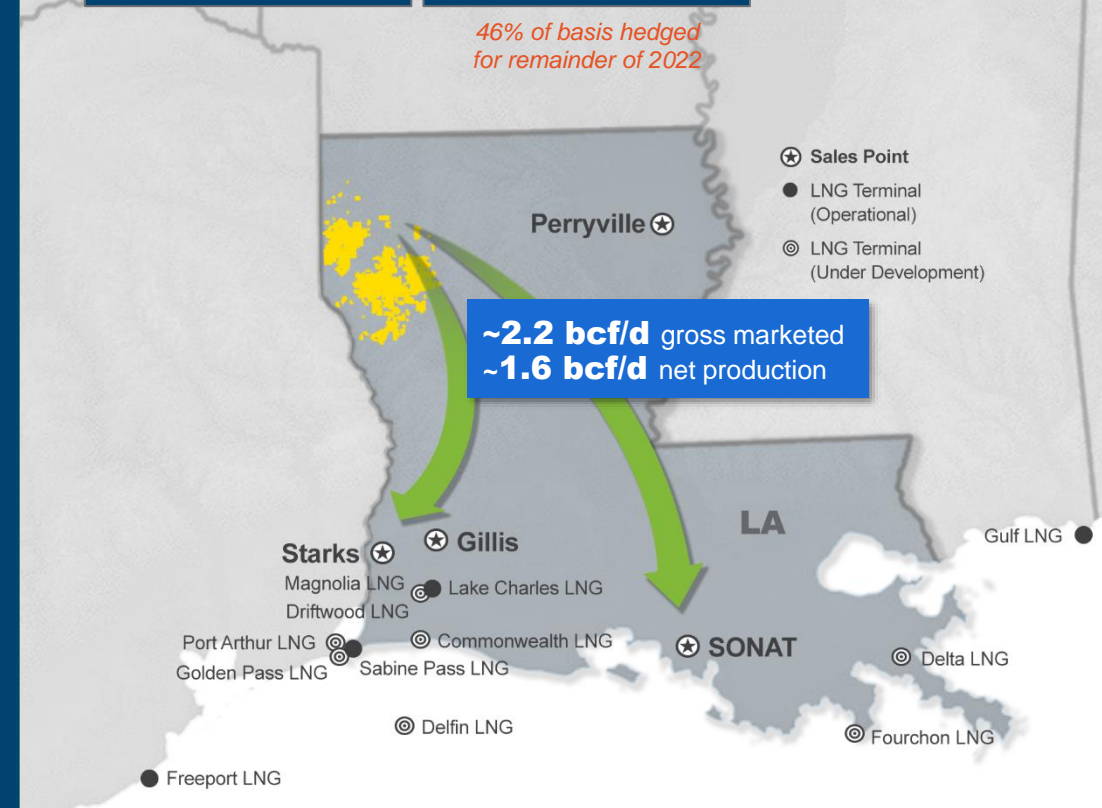 46% of basis hedged
for remainder of 2022
Sales Point
LNG Terminal
(Operational)
LNG Terminal
(Under Development)
Perryville
~2.2 bcf/d gross marketed
~1.6 bcf/d net production
LA
Gulf LNG
Starks
Gillis
Magnolia LNG
Lake Charles LNG
Driftwood LNG
Port Arthur LNG
Commonwealth LNG
SONAT
Golden Pass LNG
Sabine Pass LNG
Delta LNG
Delfin LNG
Fourchon LNG
Freeport LNG